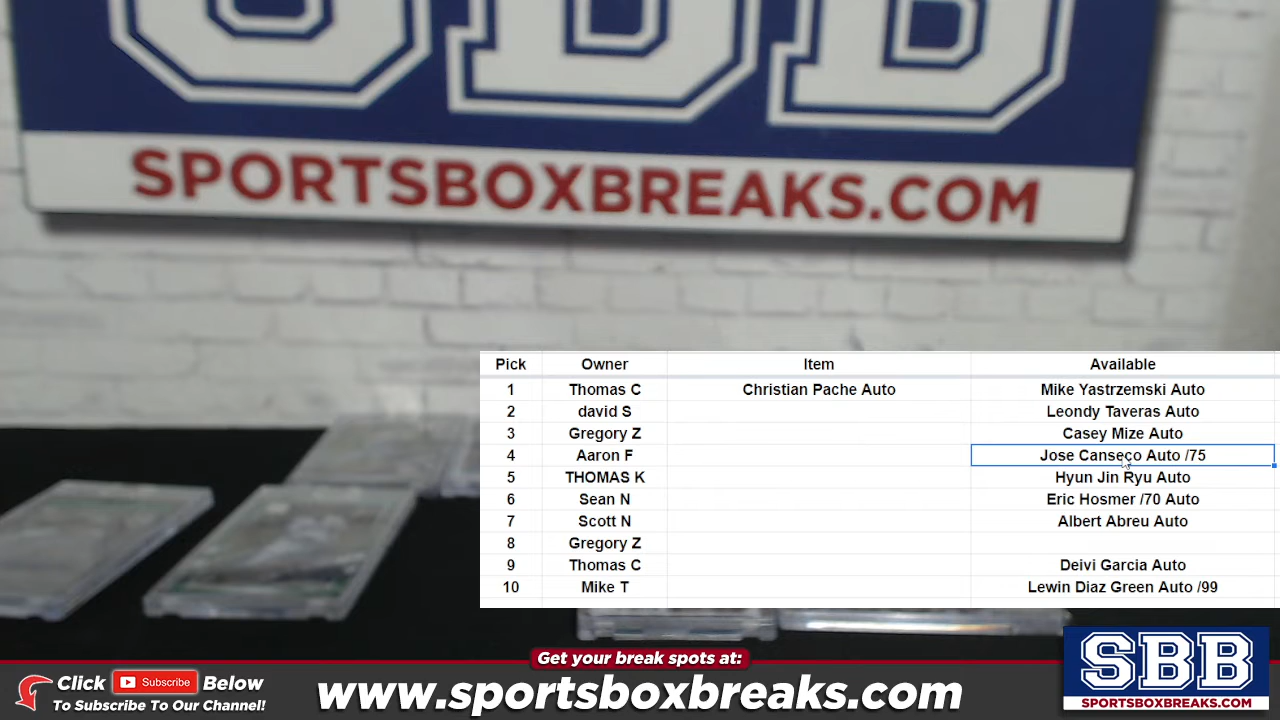 SBB
SPORTSBOXBREAKS.COM
Pick Owner Item Available
1 Thomas C Christian Pache Auto Mike Yastrzemski Auto
2 david S Leondy Taveras Auto
3 Gregory Z Casey Mize Auto
4 Aaron F Jose Canseco Auto /75
5 THOMAS K Hyun Jin Ryu Auto
6 Sean N Eric Hosmer /70 Auto
7 Scott N Albert Abreu Auto
8 Gregory Z
9 Thomas C Deivi Garcia Auto
10 Mike T Lewin Diaz Green Auto /99
Get your break spots at:
Click Subscribe Below
To Subscribe To Our Channel!
www.sportsboxbreaks.com
SBB
SPORTSBOXBREAKS.COM